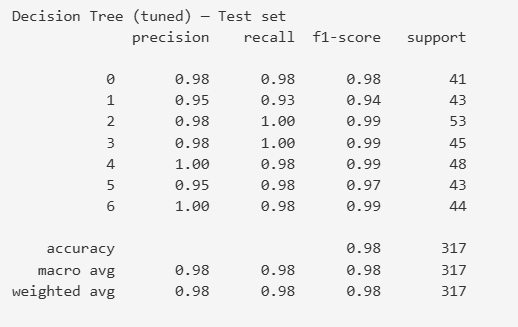 Decision Tree (tuned) — Test set
precision recall f1-score support
0 0.98 0.98 0.98 41
1 0.95 0.93 0.94 43
2 0.98 1.00 0.99 53
3 0.98 1.00 0.99 45
4 1.00 0.98 0.99 48
5 0.95 0.98 0.97 43
6 1.00 0.98 0.99 44
accuracy 0.98 317
macro avg 0.98 0.98 0.98 317
weighted avg 0.98 0.98 0.98 317